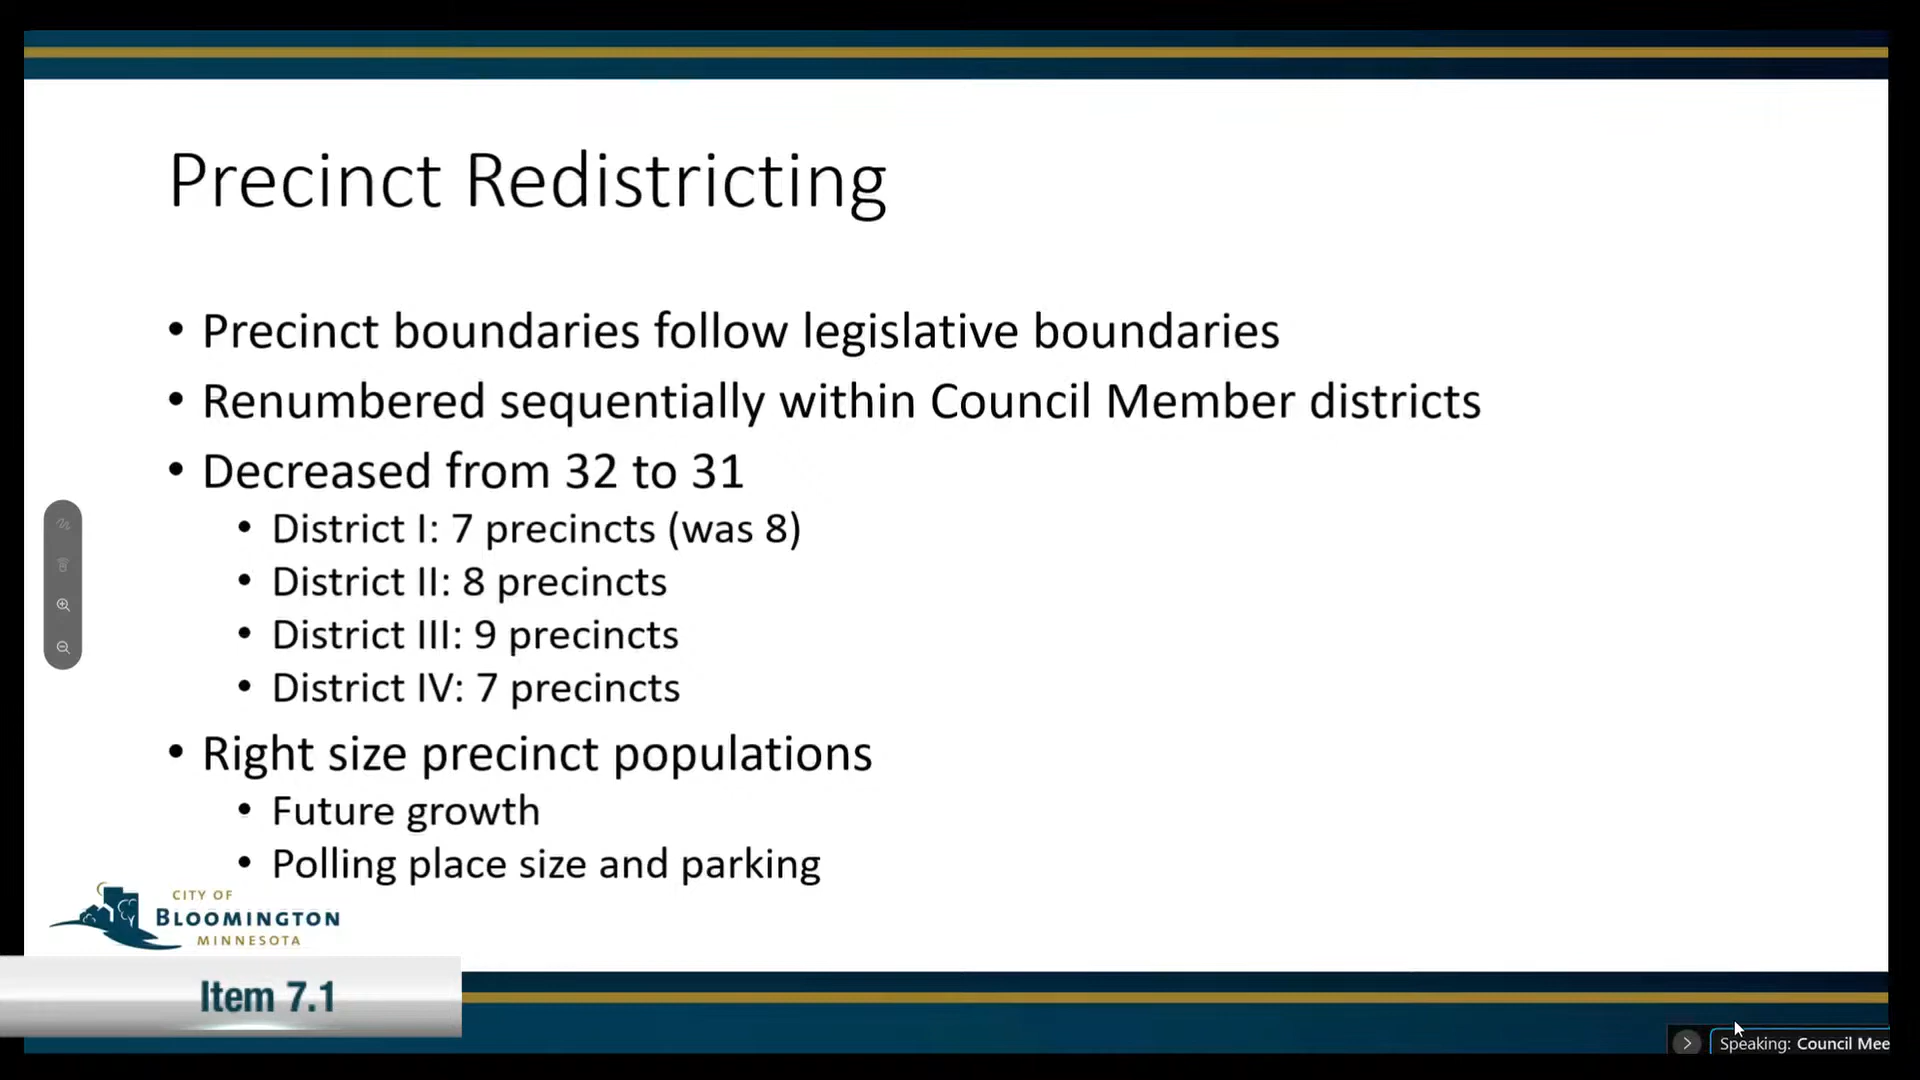 Precinct Redistricting
• Precinct boundaries follow legislative boundaries
• Renumbered sequentially within Council Member districts
• Decreased from 32 to 31
• District I: 7 precincts (was 8)
• District II: 8 precincts
• District III: 9 precincts
• District IV: 7 precincts
• Right size precinct populations
• Future growth
• Polling place size and parking
CITY OF
BLOOMINGTON
MINNESOTA
Item 7.1
Speaking: Council Mee